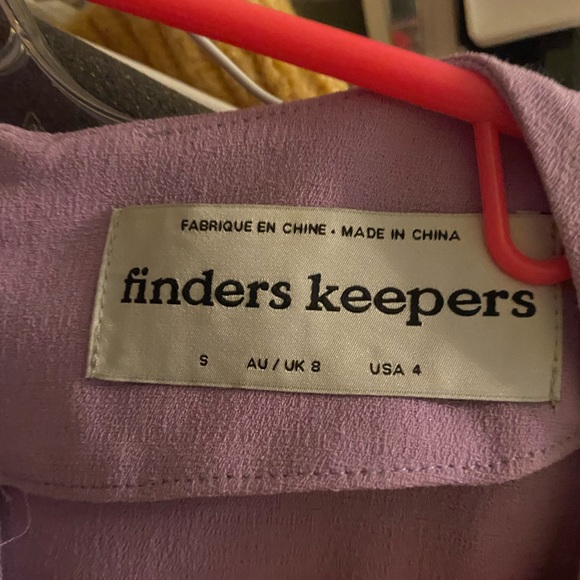 FABRIQUE EN CHINE • MADE IN CHINA
finders keepers
S AU / UK 8 USA 4